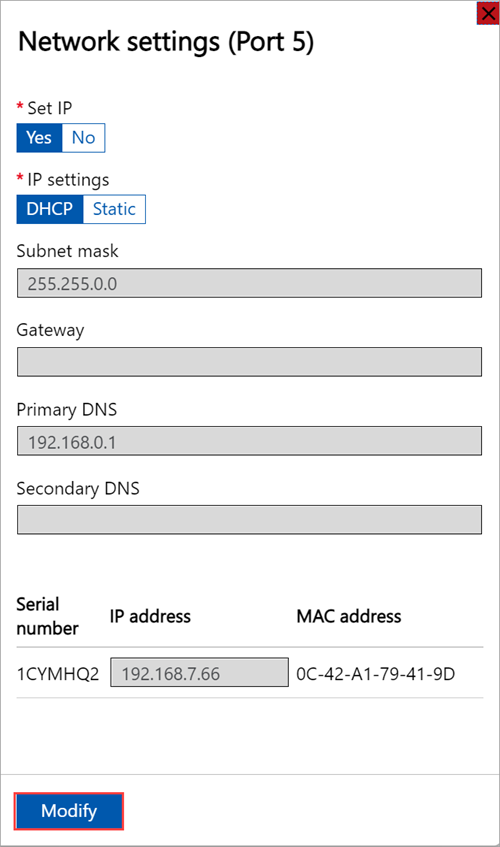 Network settings (Port 5)
* Set IP
Yes No
* IP settings
DHCP Static
Subnet mask
255.255.0.0
Gateway
Primary DNS
192.168.0.1
Secondary DNS
Serial
number IP address MAC address
1CYMHQ2 192.168.7.66 0C-42-A1-79-41-9D
Modify